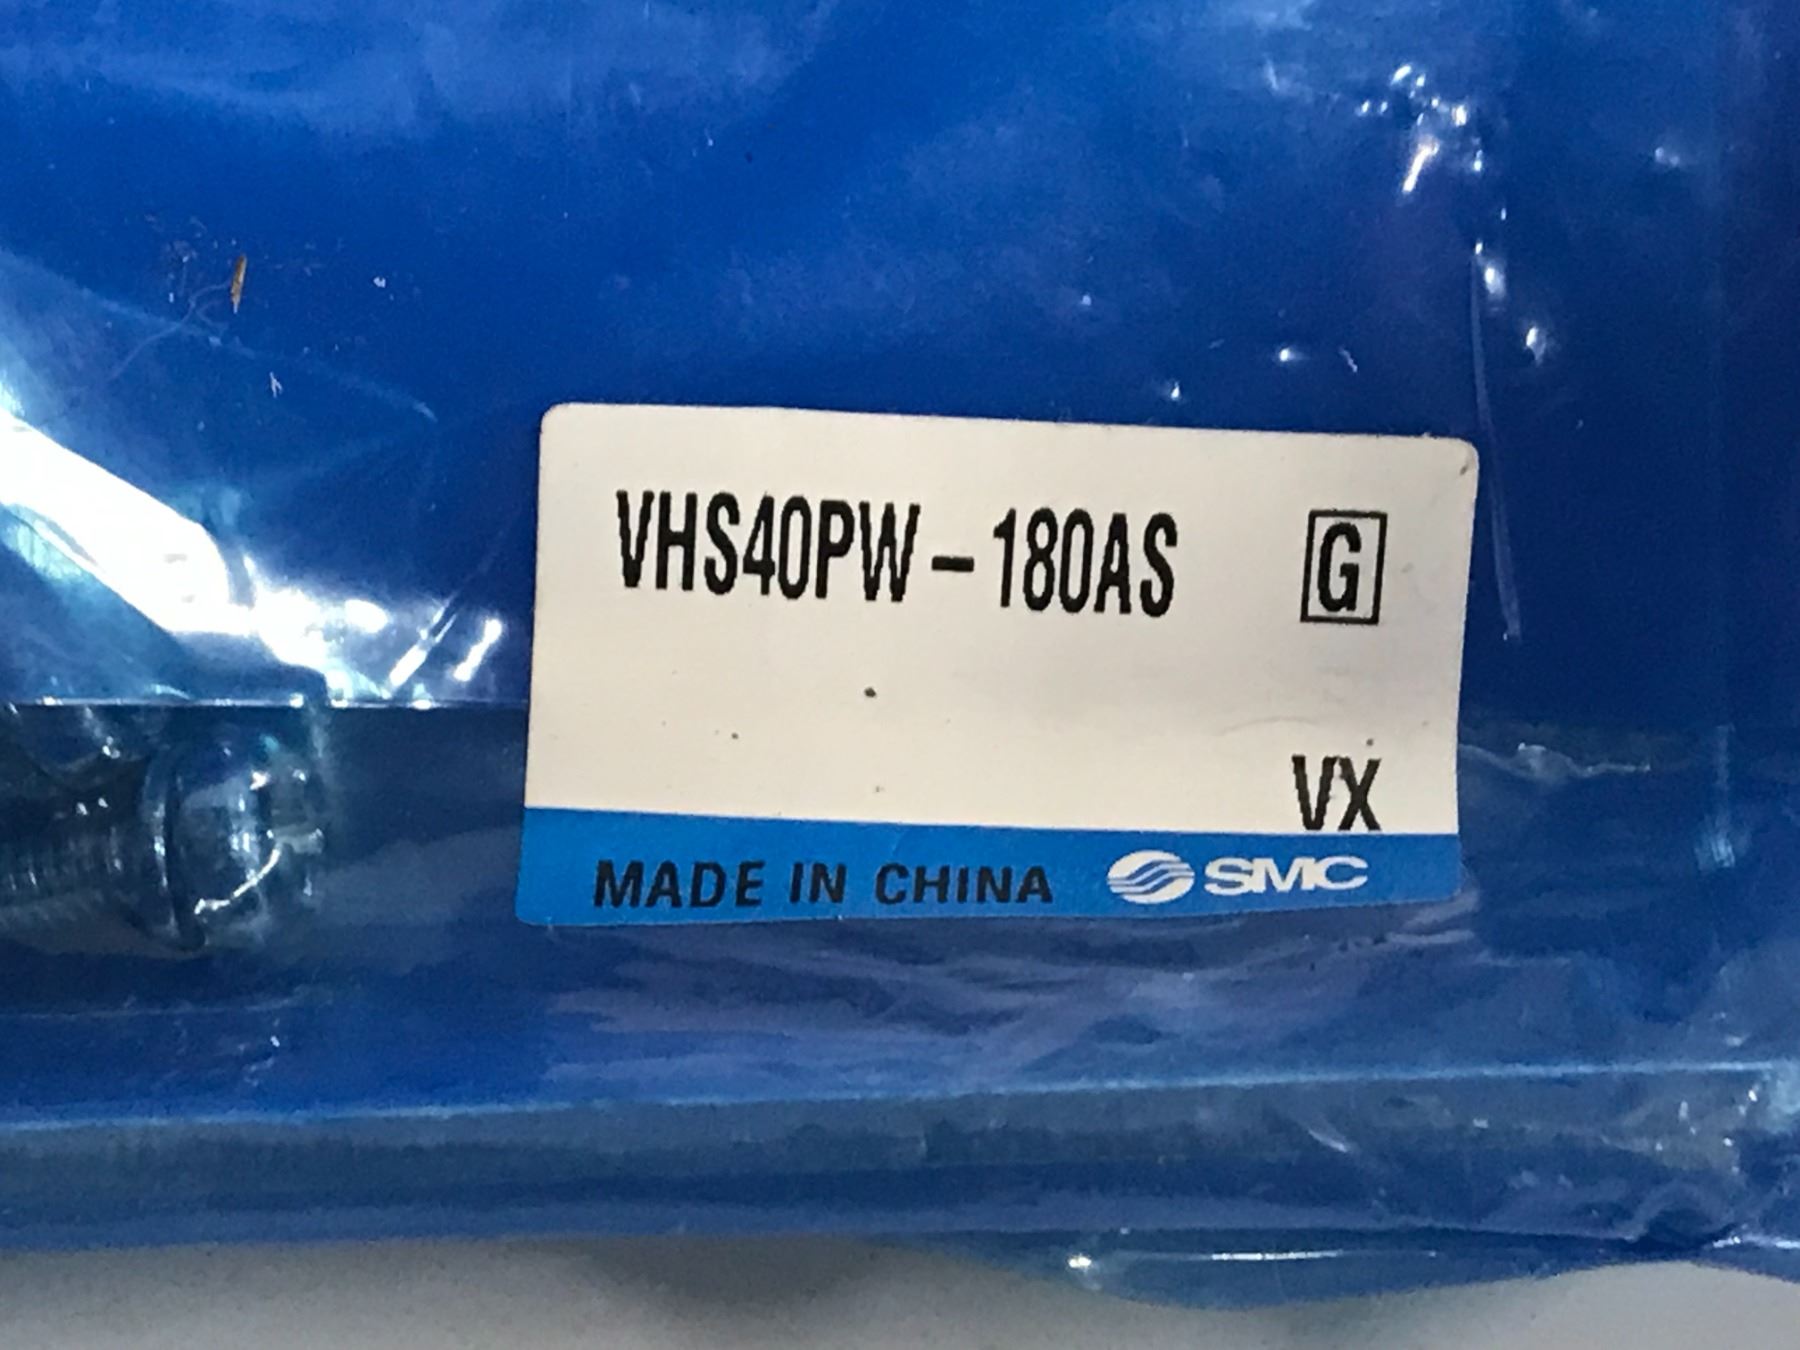 VHS40PW-180AS G
VX
MADE IN CHINA SMC